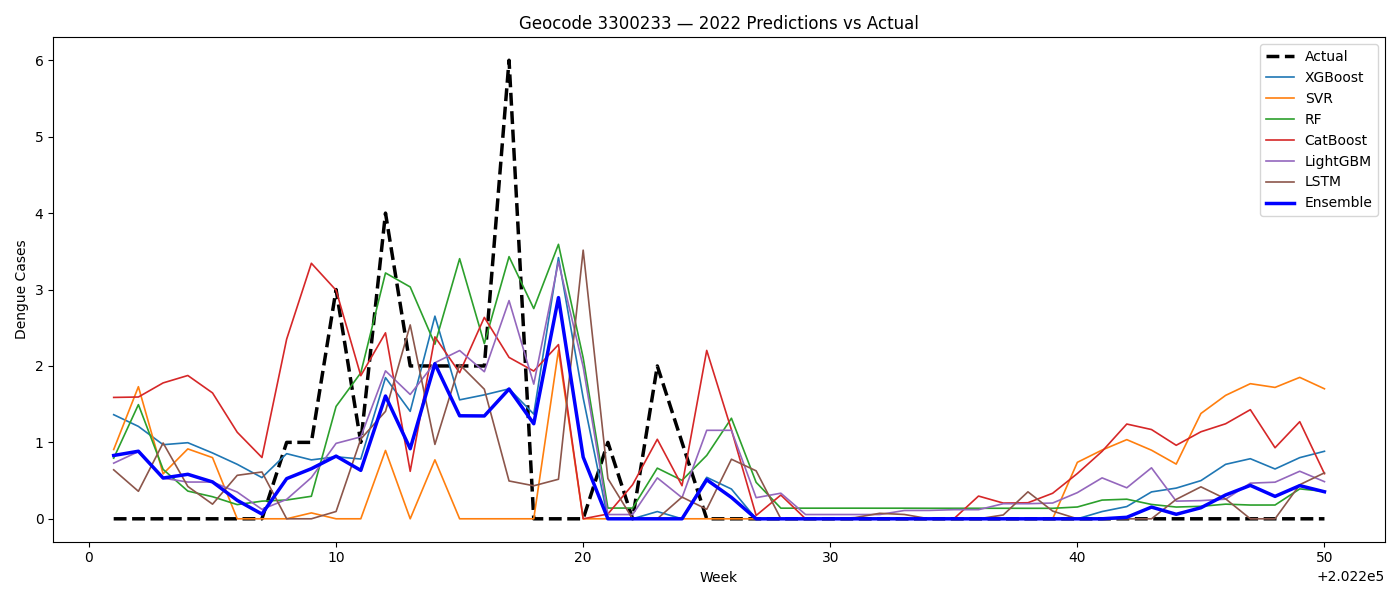 Geocode 3300233 — 2022 Predictions vs Actual
Dengue Cases
6
5
4
3
2
1
0
Actual
XGBoost
SVR
RF
CatBoost
LightGBM
LSTM
Ensemble
0 10 20 30 40 50
+2.022e5
Week